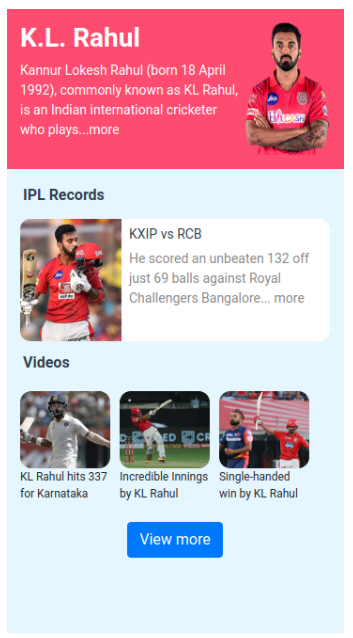 K.L. Rahul
Kannur Lokesh Rahul (born 18 April
1992), commonly known as KL Rahul,
is an Indian international cricketer
who plays...more
IPL Records
KXIP vs RCB
He scored an unbeaten 132 off
just 69 balls against Royal
Challengers Bangalore... more
Videos
KL Rahul hits 337
for Karnataka
Incredible Innings
by KL Rahul
Single-handed
win by KL Rahul
View more